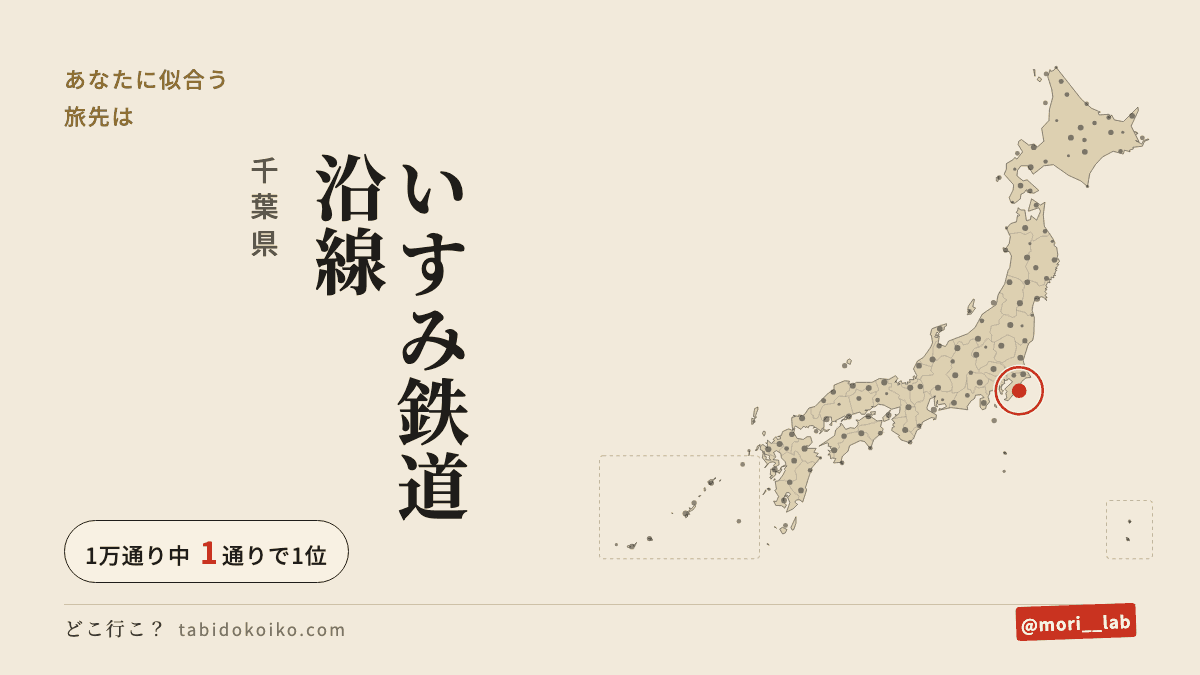 あなたに似合う
旅先は
いすみ鉄道
沿線
千葉県
1万通り中 1通りで1位
どこ行こ? tabidokoiko.com
@mori__lab